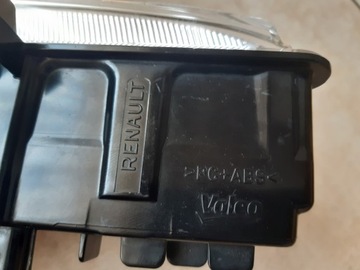 RENAULT
>PC+ABS<
Valeo